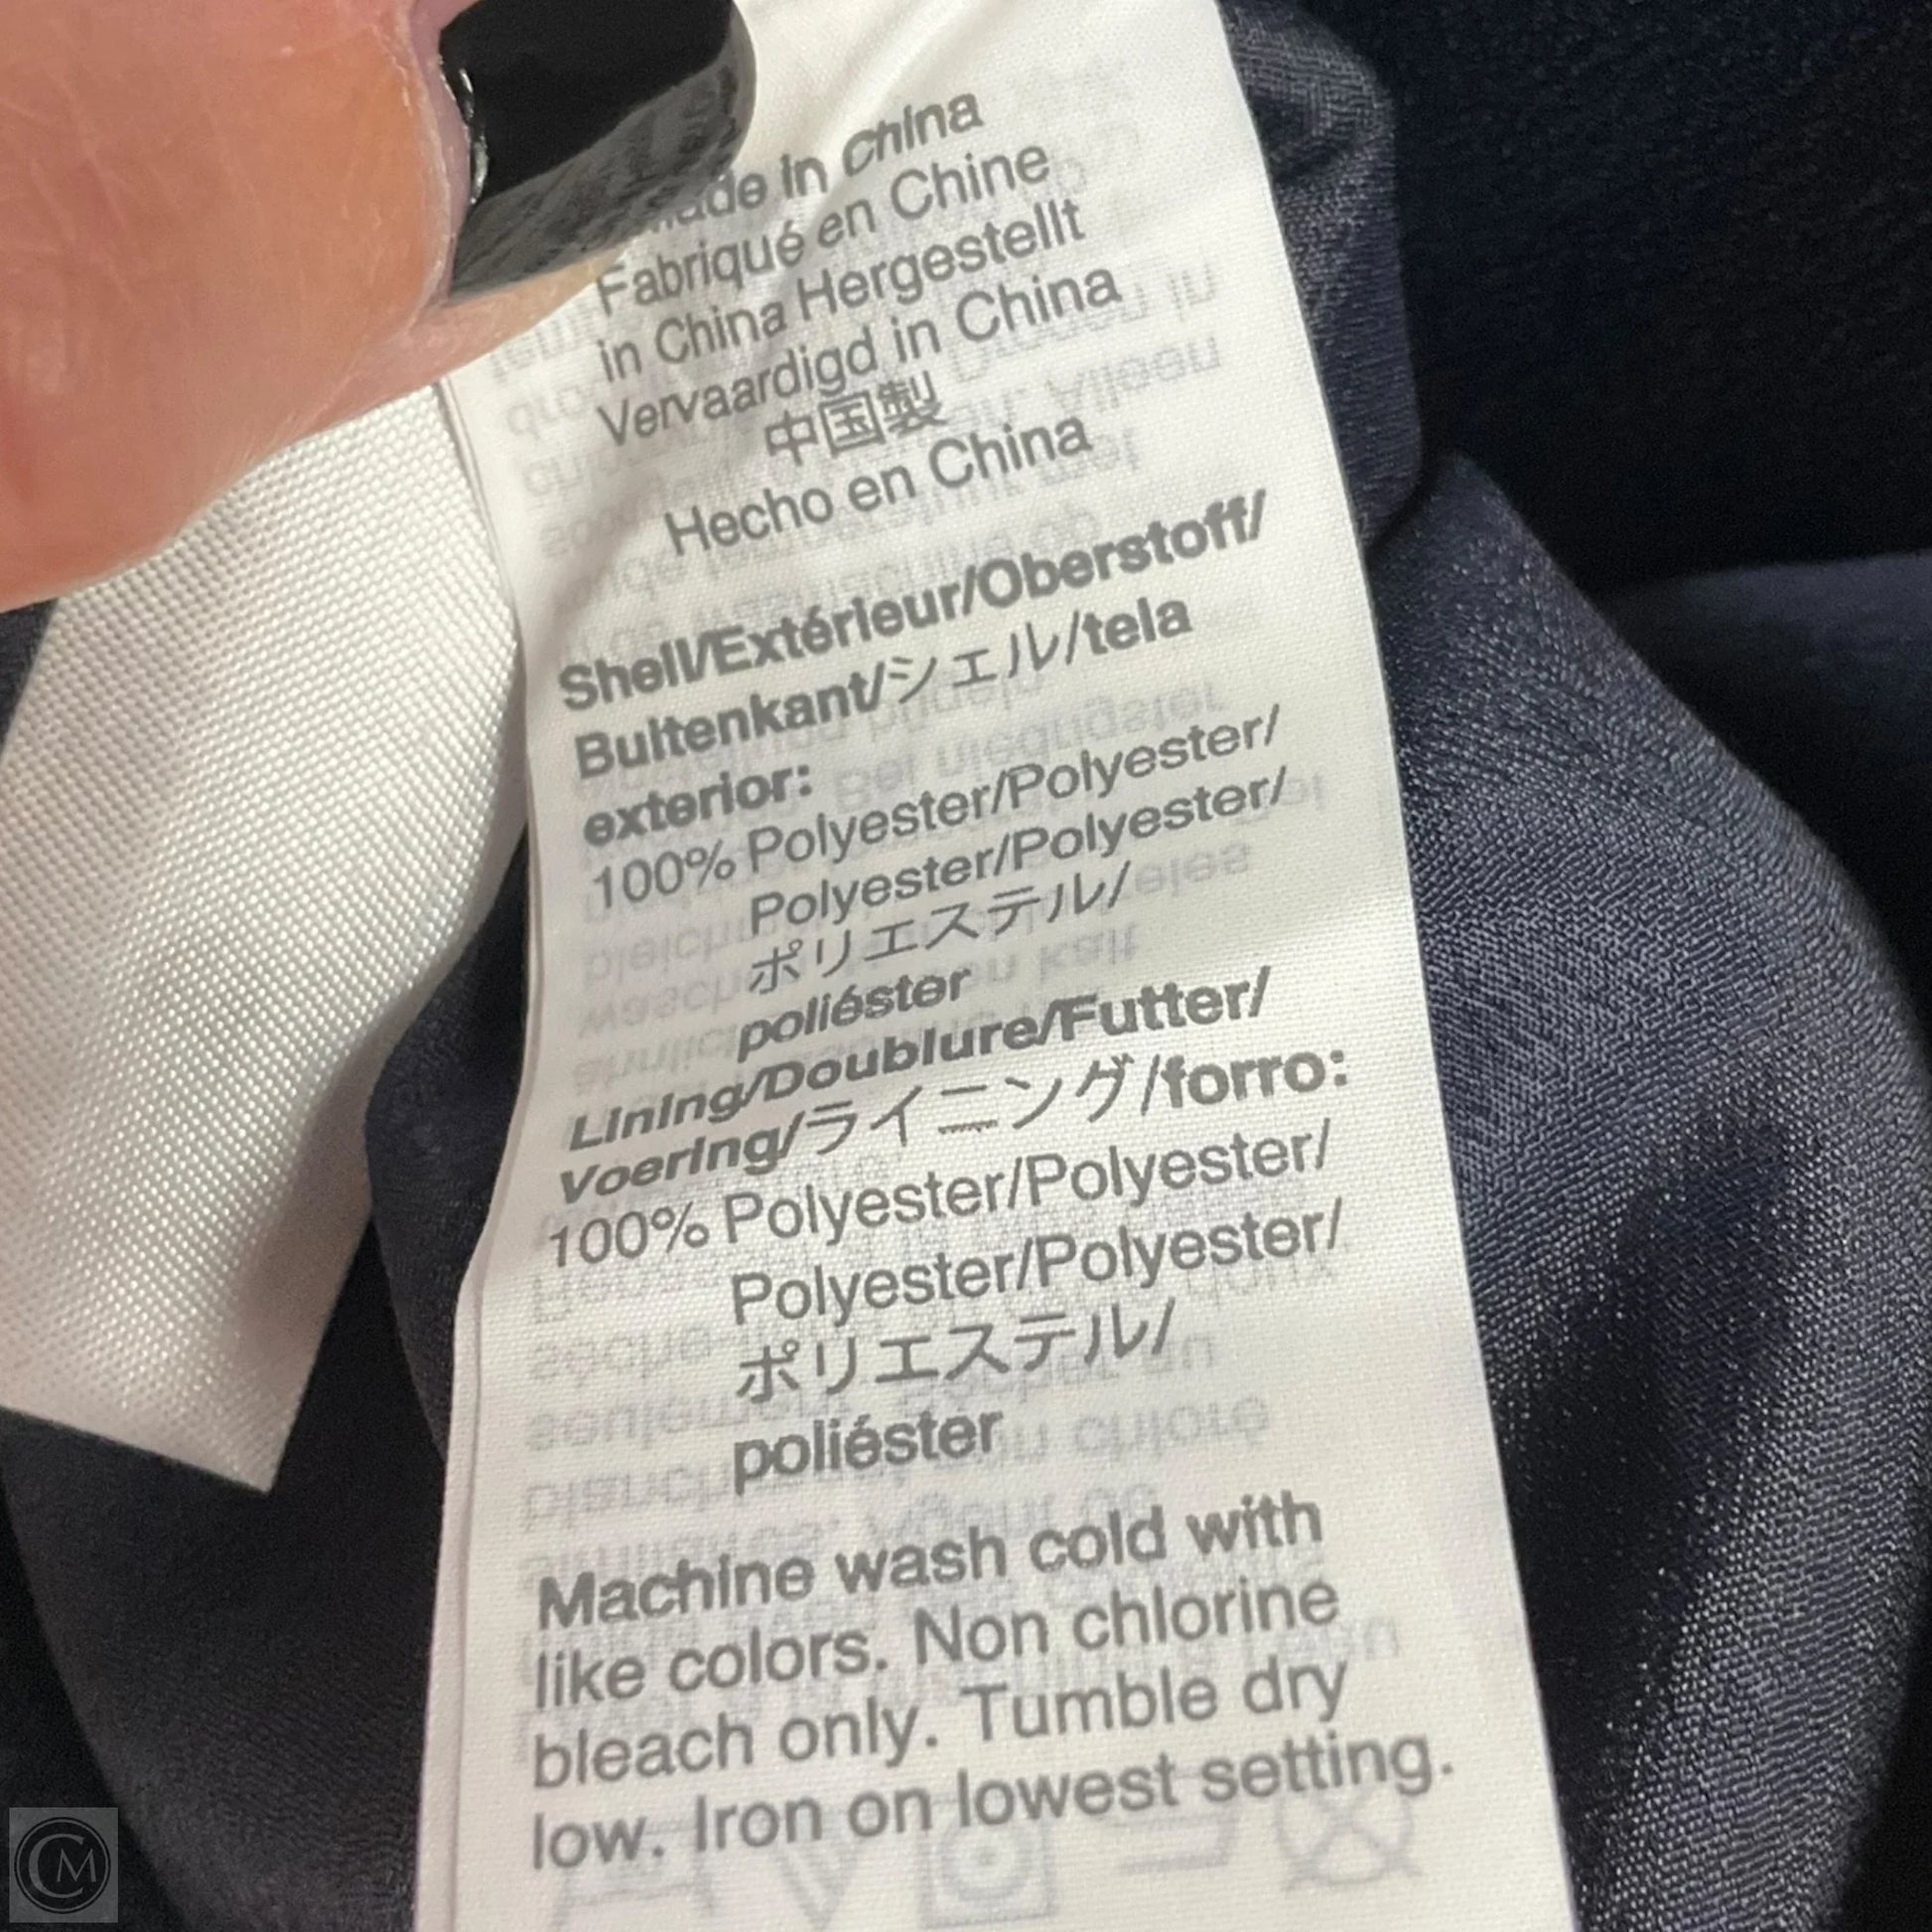 made in china
Fabriqué en Chine
in China Hergestellt
Vervaardigd in China
中国製
Hecho en China
Shell/Extérieur/Oberstoff/
Buitenkant/シェル/tela
exterior:
100% Polyester/Polyester/
Polyester/Polyester/
ポリエステル/
poliéster
Lining/Doublure/Futter/
Voering/ライニング/forro:
100% Polyester/Polyester/
Polyester/Polyester/
ポリエステル/
poliéster
Machine wash cold with
like colors. Non chlorine
bleach only. Tumble dry
low. Iron on lowest setting.
CM